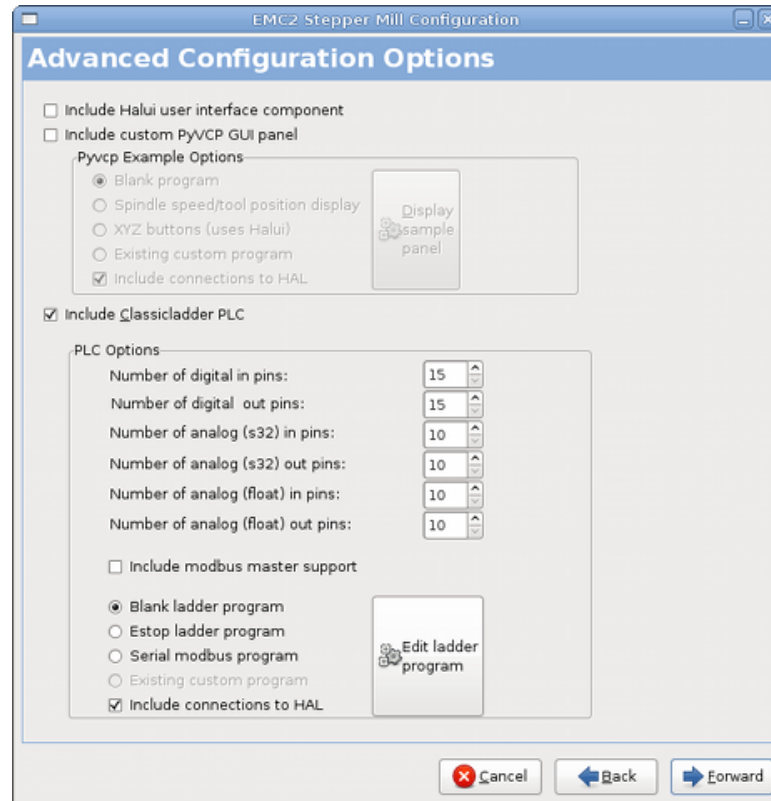 EMC2 Stepper Mill Configuration
Advanced Configuration Options
Include Halui user interface component
Include custom PyVCP GUI panel
Pyvcp Example Options
Blank program
Spindle speed/tool position display
XYZ buttons (uses Halui)
Existing custom program
Include connections to HAL
Display
sample
panel
Include Classicladder PLC
PLC Options
Number of digital in pins: 15
Number of digital out pins: 15
Number of analog (s32) in pins: 10
Number of analog (s32) out pins: 10
Number of analog (float) in pins: 10
Number of analog (float) out pins: 10
Include modbus master support
Blank ladder program
Estop ladder program
Serial modbus program
Existing custom program
Include connections to HAL
Edit ladder
program
Cancel Back Forward